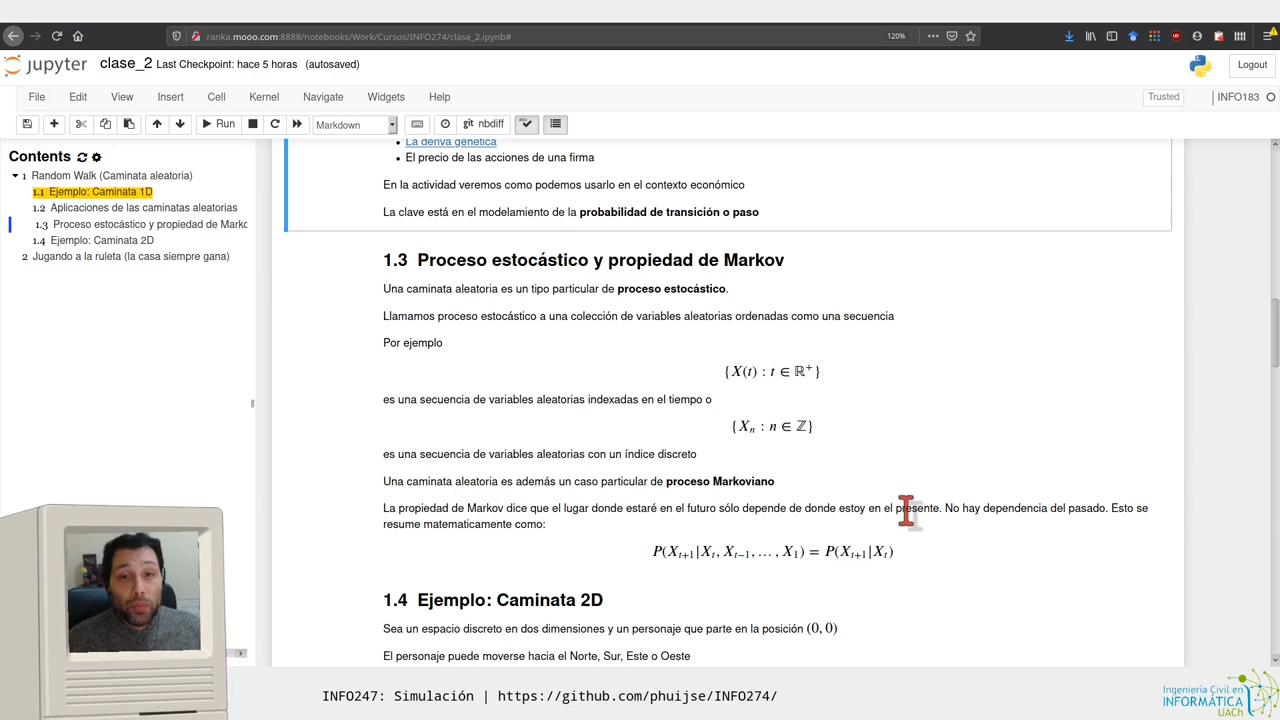 ranka.mooo.com:8888/notebooks/Work/Cursos/INFO274/clase_2.ipynb#
120%
jupyter clase_2 Last Checkpoint: hace 5 horas (autosaved)
Logout
File Edit View Insert Cell Kernel Navigate Widgets Help
Trusted
INFO183
Run
Markdown
git nbdiff
Contents
1 Random Walk (Caminata aleatoria)
1.1 Ejemplo: Caminata 1D
1.2 Aplicaciones de las caminatas aleatorias
1.3 Proceso estocástico y propiedad de Marko
1.4 Ejemplo: Caminata 2D
2 Jugando a la ruleta (la casa siempre gana)
• La deriva genética
• El precio de las acciones de una firma
En la actividad veremos como podemos usarlo en el contexto económico
La clave está en el modelamiento de la probabilidad de transición o paso
1.3 Proceso estocástico y propiedad de Markov
Una caminata aleatoria es un tipo particular de proceso estocástico.
Llamamos proceso estocástico a una colección de variables aleatorias ordenadas como una secuencia
Por ejemplo
{X(t) : t ∈ ℝ⁺}
es una secuencia de variables aleatorias indexadas en el tiempo o
{Xₙ : n ∈ ℤ}
es una secuencia de variables aleatorias con un índice discreto
Una caminata aleatoria es además un caso particular de proceso Markoviano
La propiedad de Markov dice que el lugar donde estaré en el futuro sólo depende de donde estoy en el presente. No hay dependencia del pasado. Esto se
resume matematicamente como:
P(Xₜ₊₁|Xₜ, Xₜ₋₁, … , X₁) = P(Xₜ₊₁|Xₜ)
1.4 Ejemplo: Caminata 2D
Sea un espacio discreto en dos dimensiones y un personaje que parte en la posición (0, 0)
El personaje puede moverse hacia el Norte, Sur, Este o Oeste
INFO247: Simulación | https://github.com/phuijse/INFO274/
Ingeniería Civil en
INFORMÁTICA
UACh